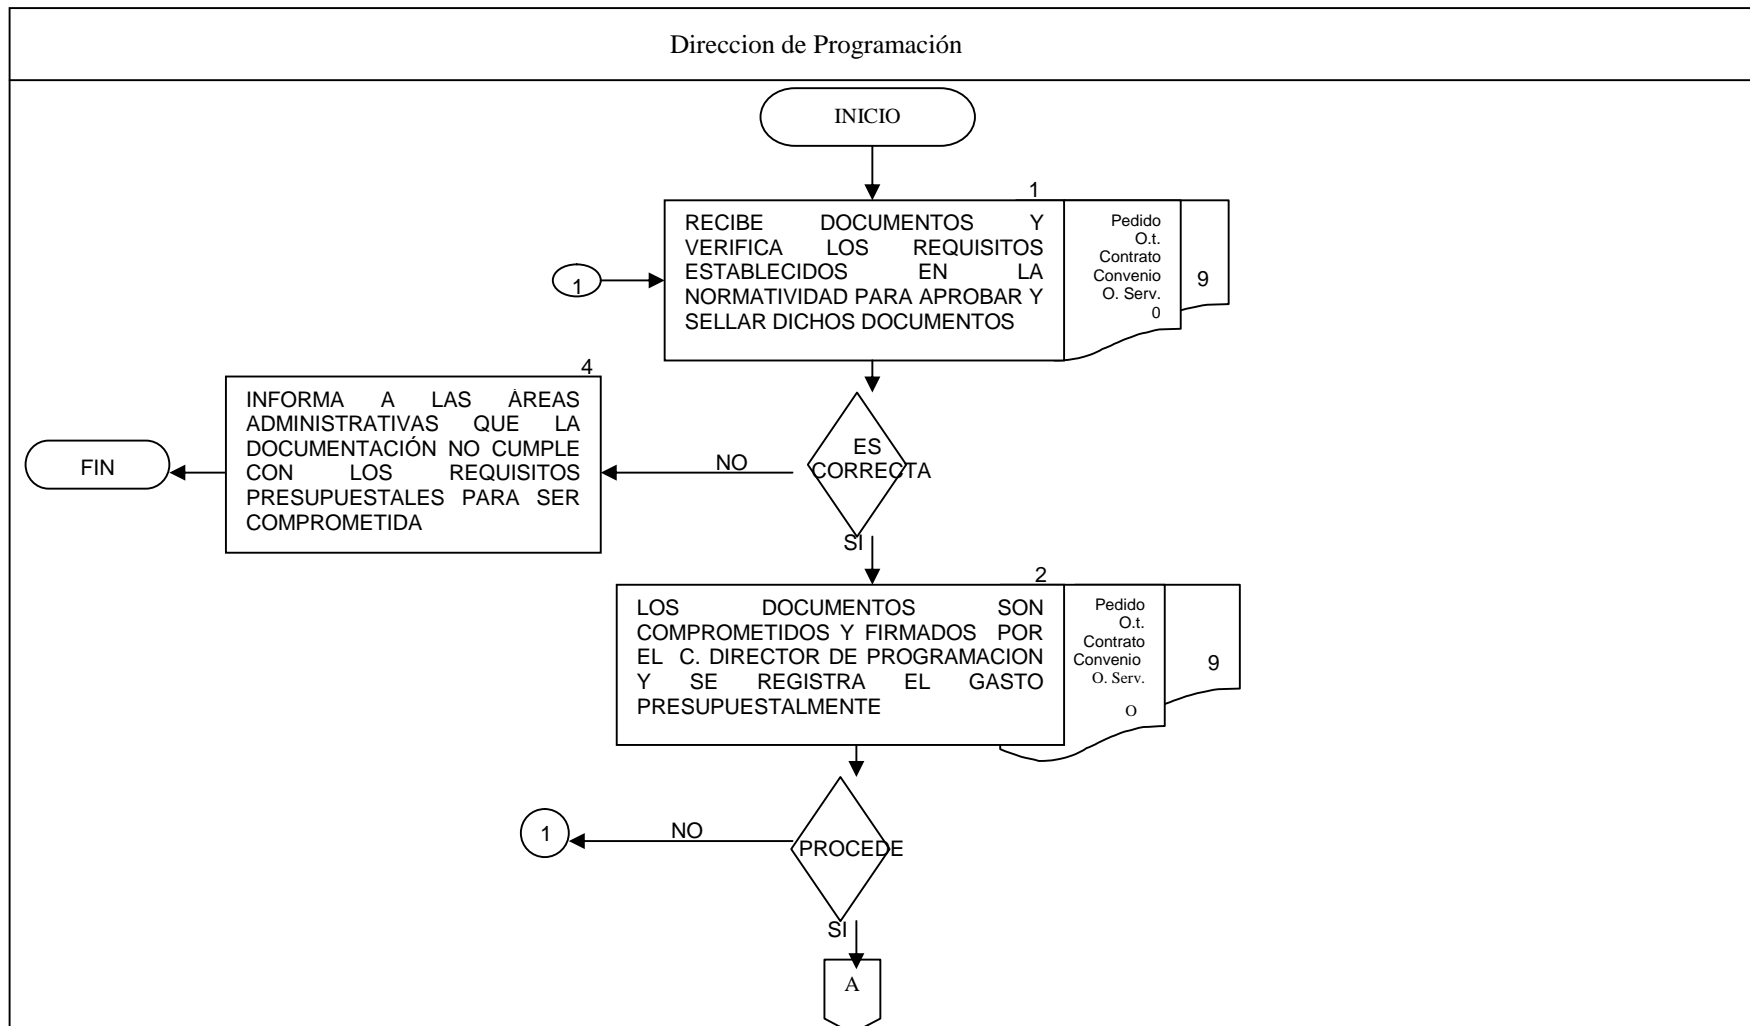 Direccion de Programación
INICIO
1
RECIBE DOCUMENTOS Y
VERIFICA LOS REQUISITOS
ESTABLECIDOS EN LA
NORMATIVIDAD PARA APROBAR Y
SELLAR DICHOS DOCUMENTOS
Pedido
O.t.
Contrato
Convenio
O. Serv.
0
9
1
4
INFORMA A LAS ÁREAS
ADMINISTRATIVAS QUE LA
DOCUMENTACIÓN NO CUMPLE
CON LOS REQUISITOS
PRESUPUESTALES PARA SER
COMPROMETIDA
FIN
NO
ES
CORRECTA
SI
2
LOS DOCUMENTOS SON
COMPROMETIDOS Y FIRMADOS POR
EL C. DIRECTOR DE PROGRAMACION
Y SE REGISTRA EL GASTO
PRESUPUESTALMENTE
Pedido
O.t.
Contrato
Convenio
O. Serv.
O
9
1
NO
PROCEDE
SI
A